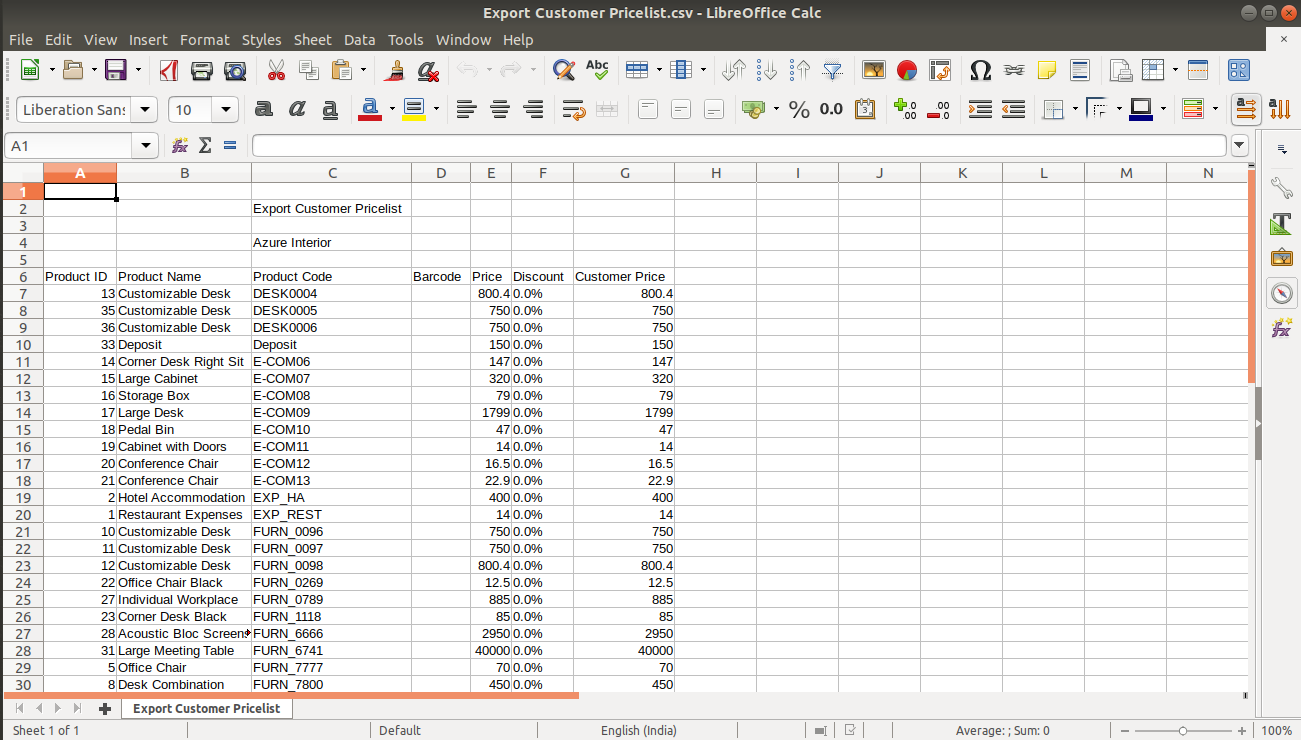 Export Customer Pricelist.csv - LibreOffice Calc
File Edit View Insert Format Styles Sheet Data Tools Window Help
Liberation Sans 10 % 0.0
A1
A B C D E F G H I J K L M N
1
2 Export Customer Pricelist
3
4 Azure Interior
5
6 Product ID Product Name Product Code Barcode Price Discount Customer Price
7 13 Customizable Desk DESK0004 800.4 0.0% 800.4
8 35 Customizable Desk DESK0005 750 0.0% 750
9 36 Customizable Desk DESK0006 750 0.0% 750
10 33 Deposit Deposit 150 0.0% 150
11 14 Corner Desk Right Sit E-COM06 147 0.0% 147
12 15 Large Cabinet E-COM07 320 0.0% 320
13 16 Storage Box E-COM08 79 0.0% 79
14 17 Large Desk E-COM09 1799 0.0% 1799
15 18 Pedal Bin E-COM10 47 0.0% 47
16 19 Cabinet with Doors E-COM11 14 0.0% 14
17 20 Conference Chair E-COM12 16.5 0.0% 16.5
18 21 Conference Chair E-COM13 22.9 0.0% 22.9
19 2 Hotel Accommodation EXP_HA 400 0.0% 400
20 1 Restaurant Expenses EXP_REST 14 0.0% 14
21 10 Customizable Desk FURN_0096 750 0.0% 750
22 11 Customizable Desk FURN_0097 750 0.0% 750
23 12 Customizable Desk FURN_0098 800.4 0.0% 800.4
24 22 Office Chair Black FURN_0269 12.5 0.0% 12.5
25 27 Individual Workplace FURN_0789 885 0.0% 885
26 23 Corner Desk Black FURN_1118 85 0.0% 85
27 28 Acoustic Bloc Screens FURN_6666 2950 0.0% 2950
28 31 Large Meeting Table FURN_6741 40000 0.0% 40000
29 5 Office Chair FURN_7777 70 0.0% 70
30 8 Desk Combination FURN_7800 450 0.0% 450
Export Customer Pricelist
Sheet 1 of 1 Default English (India) Average: ; Sum: 0 100%